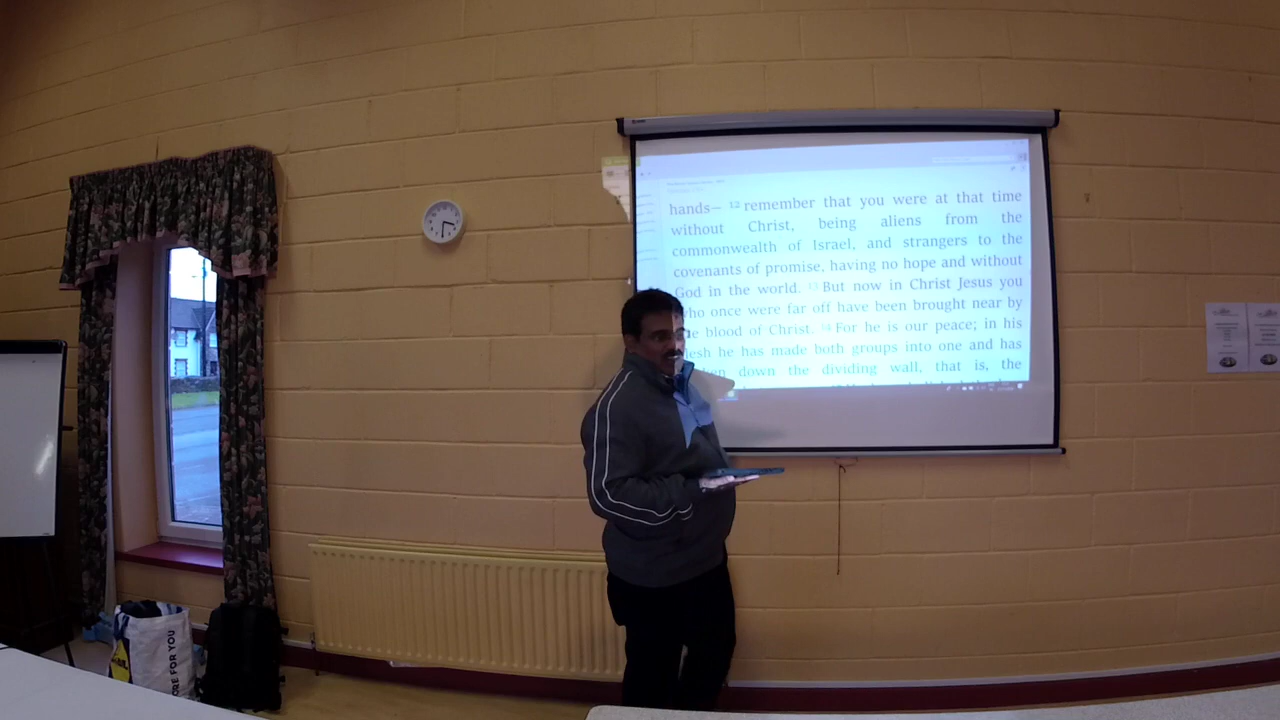 hands— 12 remember that you were at that time
without Christ, being aliens from the
commonwealth of Israel, and strangers to the
covenants of promise, having no hope and without
God in the world. 13 But now in Christ Jesus you
who once were far off have been brought near by
the blood of Christ. 14 For he is our peace; in his
flesh he has made both groups into one and has
down the dividing wall, that is, the
ORE FOR YOU